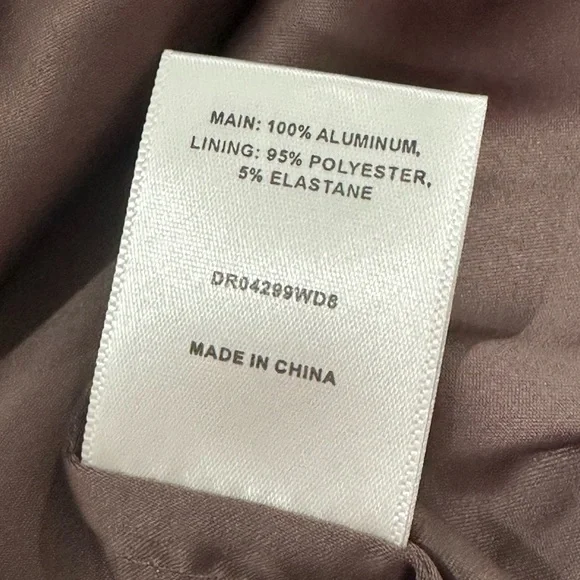 MAIN: 100% ALUMINUM,
LINING: 95% POLYESTER,
5% ELASTANE
DR04299WD8
MADE IN CHINA